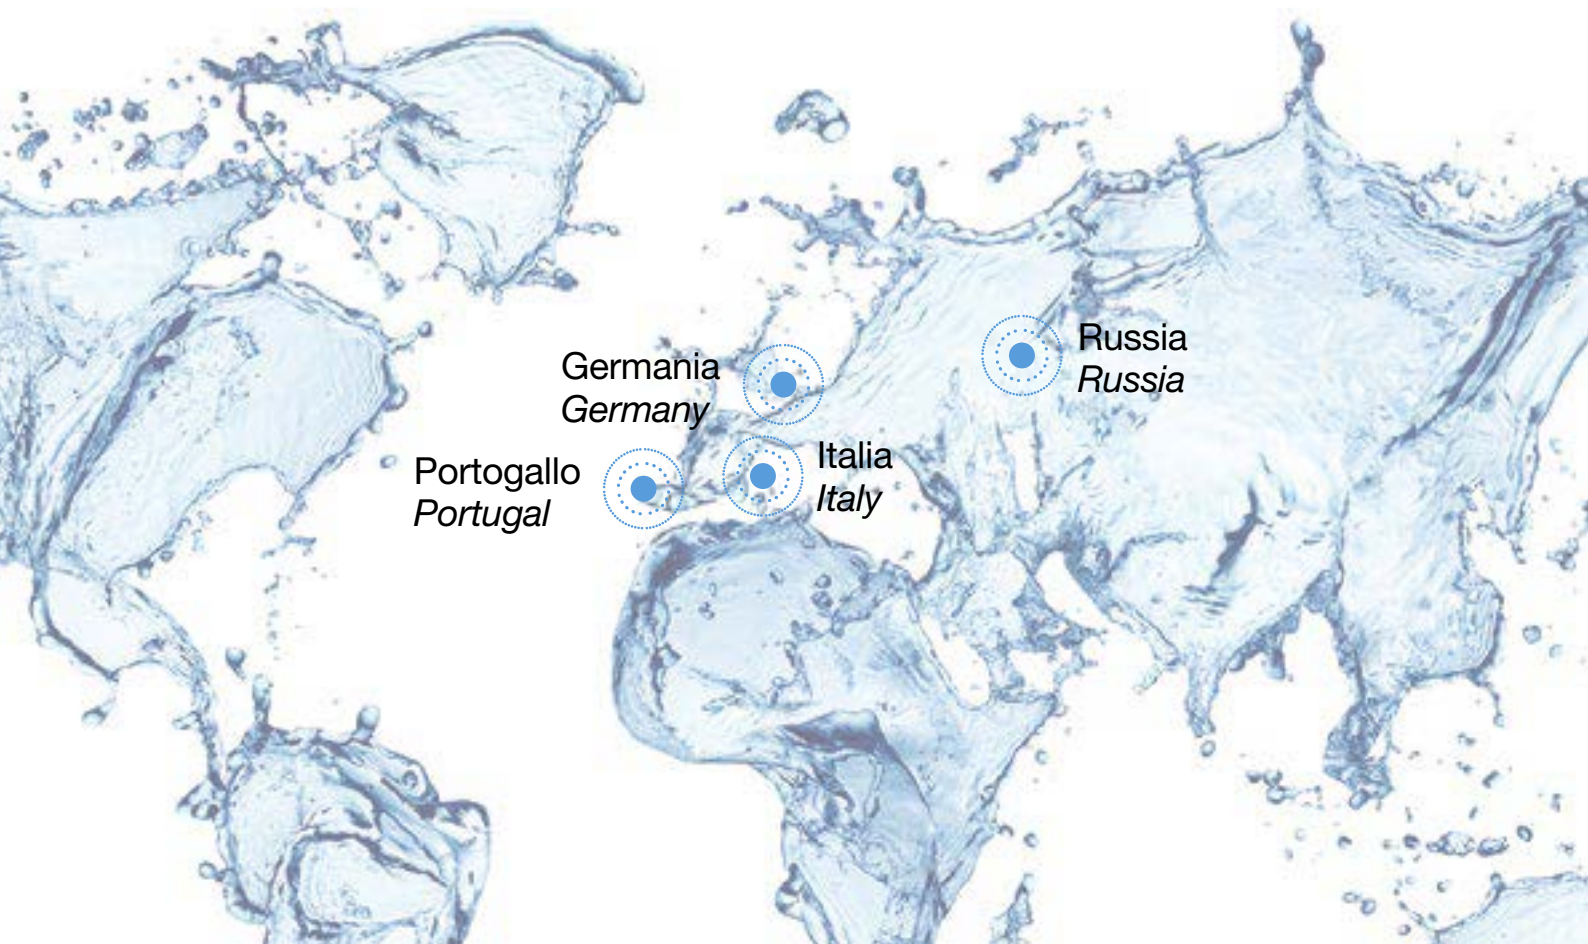 Russia
Russia
Germania
Germany
Italia
Italy
Portogallo
Portugal